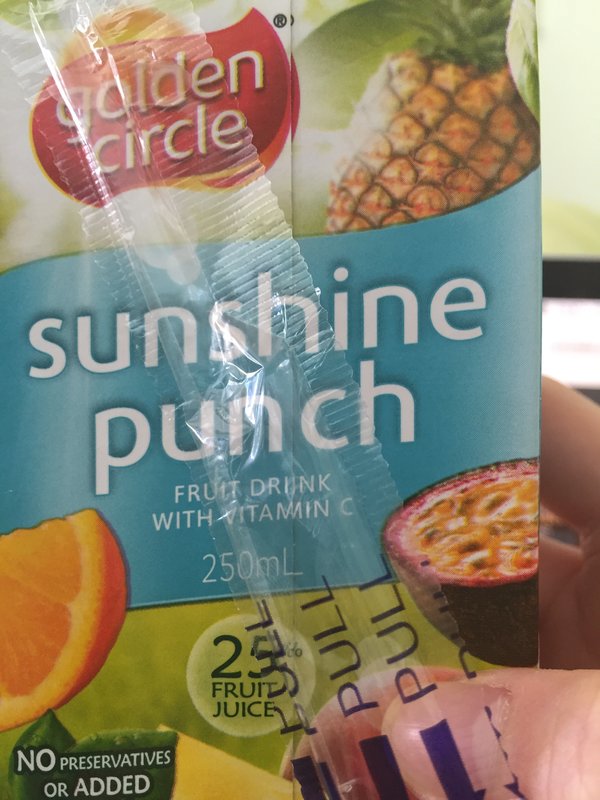 golden
circle
®
sunshine
punch
FRUIT DRINK
WITH VITAMIN C
250mL
25%
FRUIT
JUICE
PULL
PULL
PULL
NO PRESERVATIVES
OR ADDED